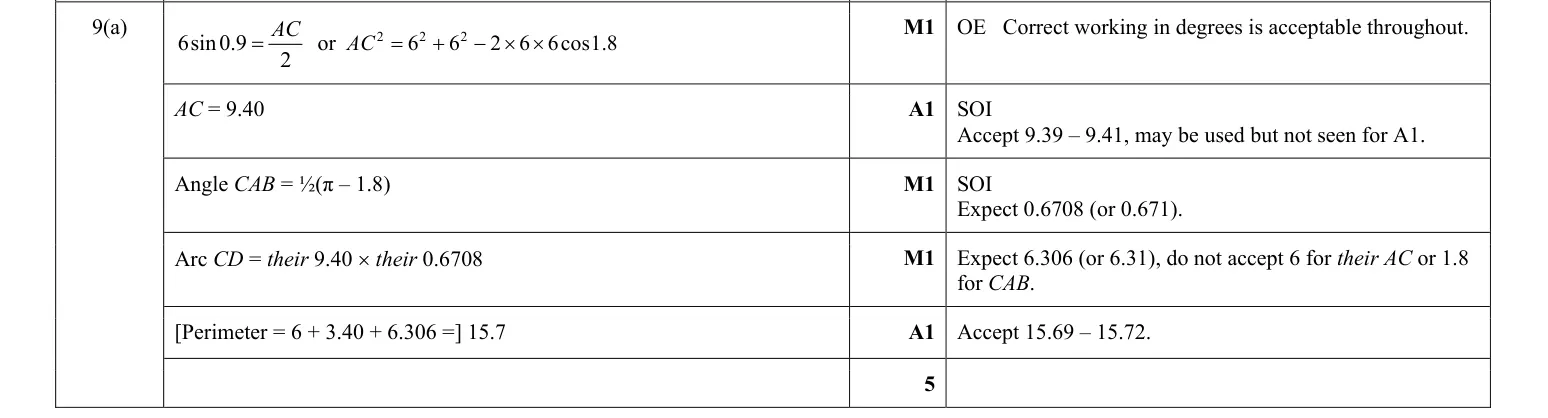 9(a)
6 sin 0.9 = AC/2 or AC² = 6² + 6² − 2 × 6 × 6 cos 1.8
M1
OE Correct working in degrees is acceptable throughout.
AC = 9.40
A1
SOI
Accept 9.39 – 9.41, may be used but not seen for A1.
Angle CAB = ½(π – 1.8)
M1
SOI
Expect 0.6708 (or 0.671).
Arc CD = their 9.40 × their 0.6708
M1
Expect 6.306 (or 6.31), do not accept 6 for their AC or 1.8
for CAB.
[Perimeter = 6 + 3.40 + 6.306 =] 15.7
A1
Accept 15.69 – 15.72.
5